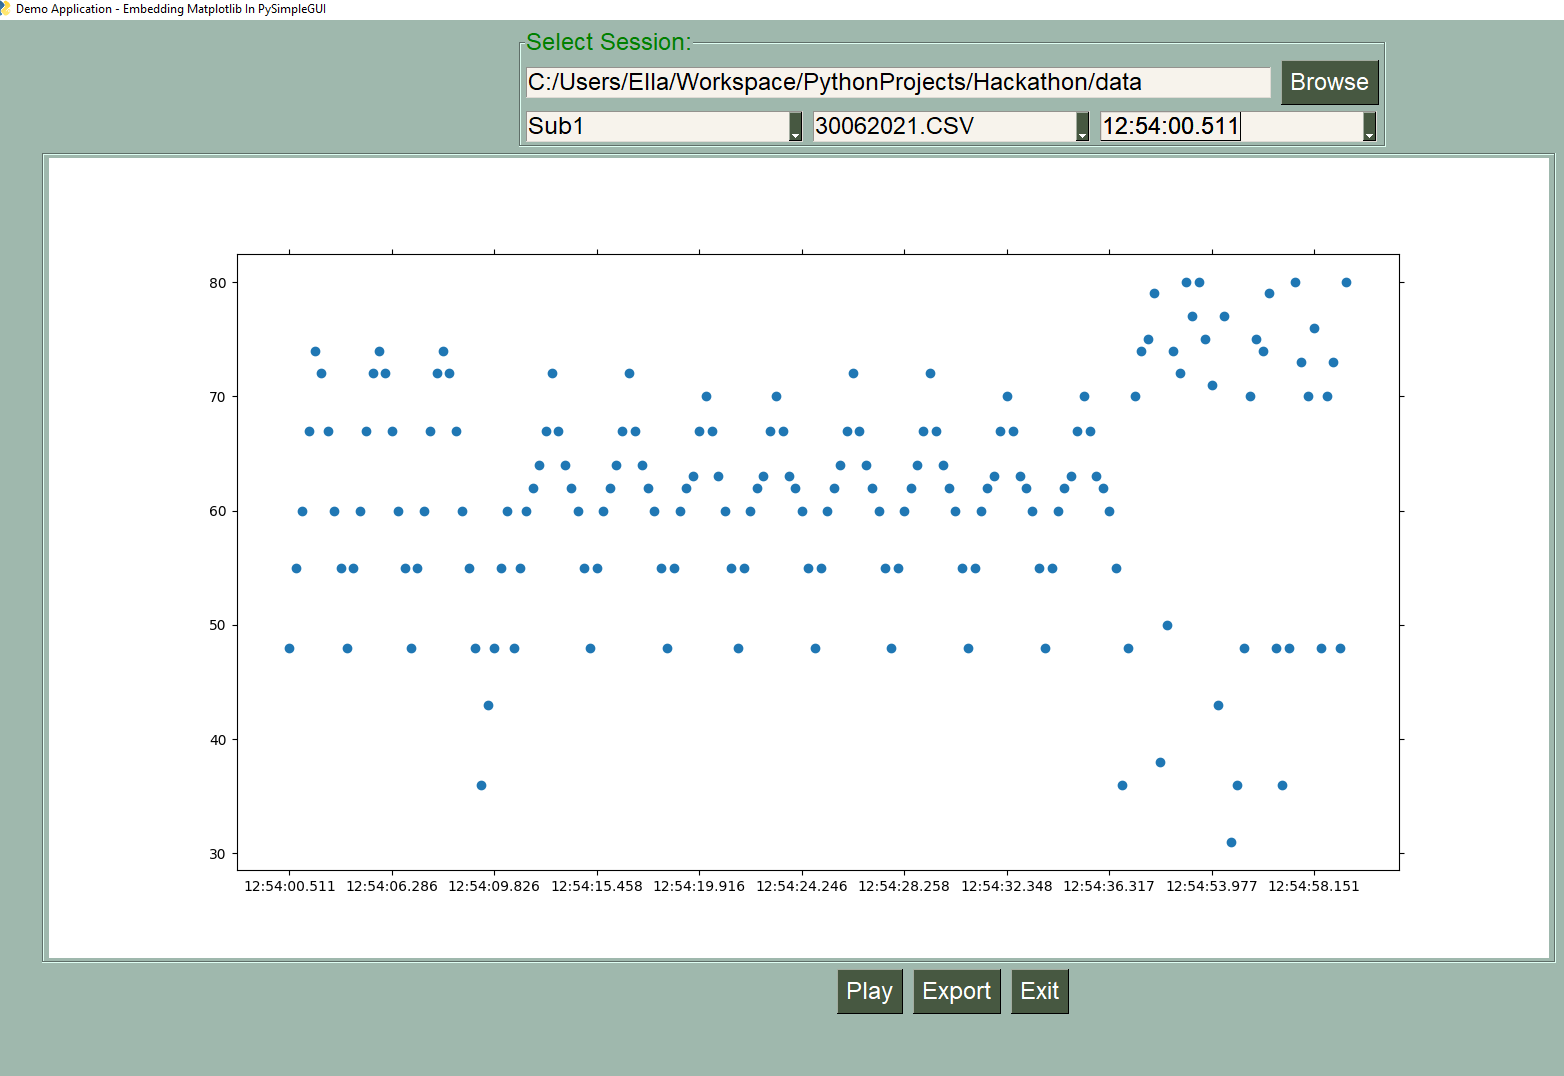 Demo Application - Embedding Matplotlib In PySimpleGUI
Select Session:
C:/Users/Ella/Workspace/PythonProjects/Hackathon/data Browse
Sub1 30062021.CSV 12:54:00.511
80
70
60
50
40
30
12:54:00.511 12:54:06.286 12:54:09.826 12:54:15.458 12:54:19.916 12:54:24.246 12:54:28.258 12:54:32.348 12:54:36.317 12:54:53.977 12:54:58.151
Play Export Exit